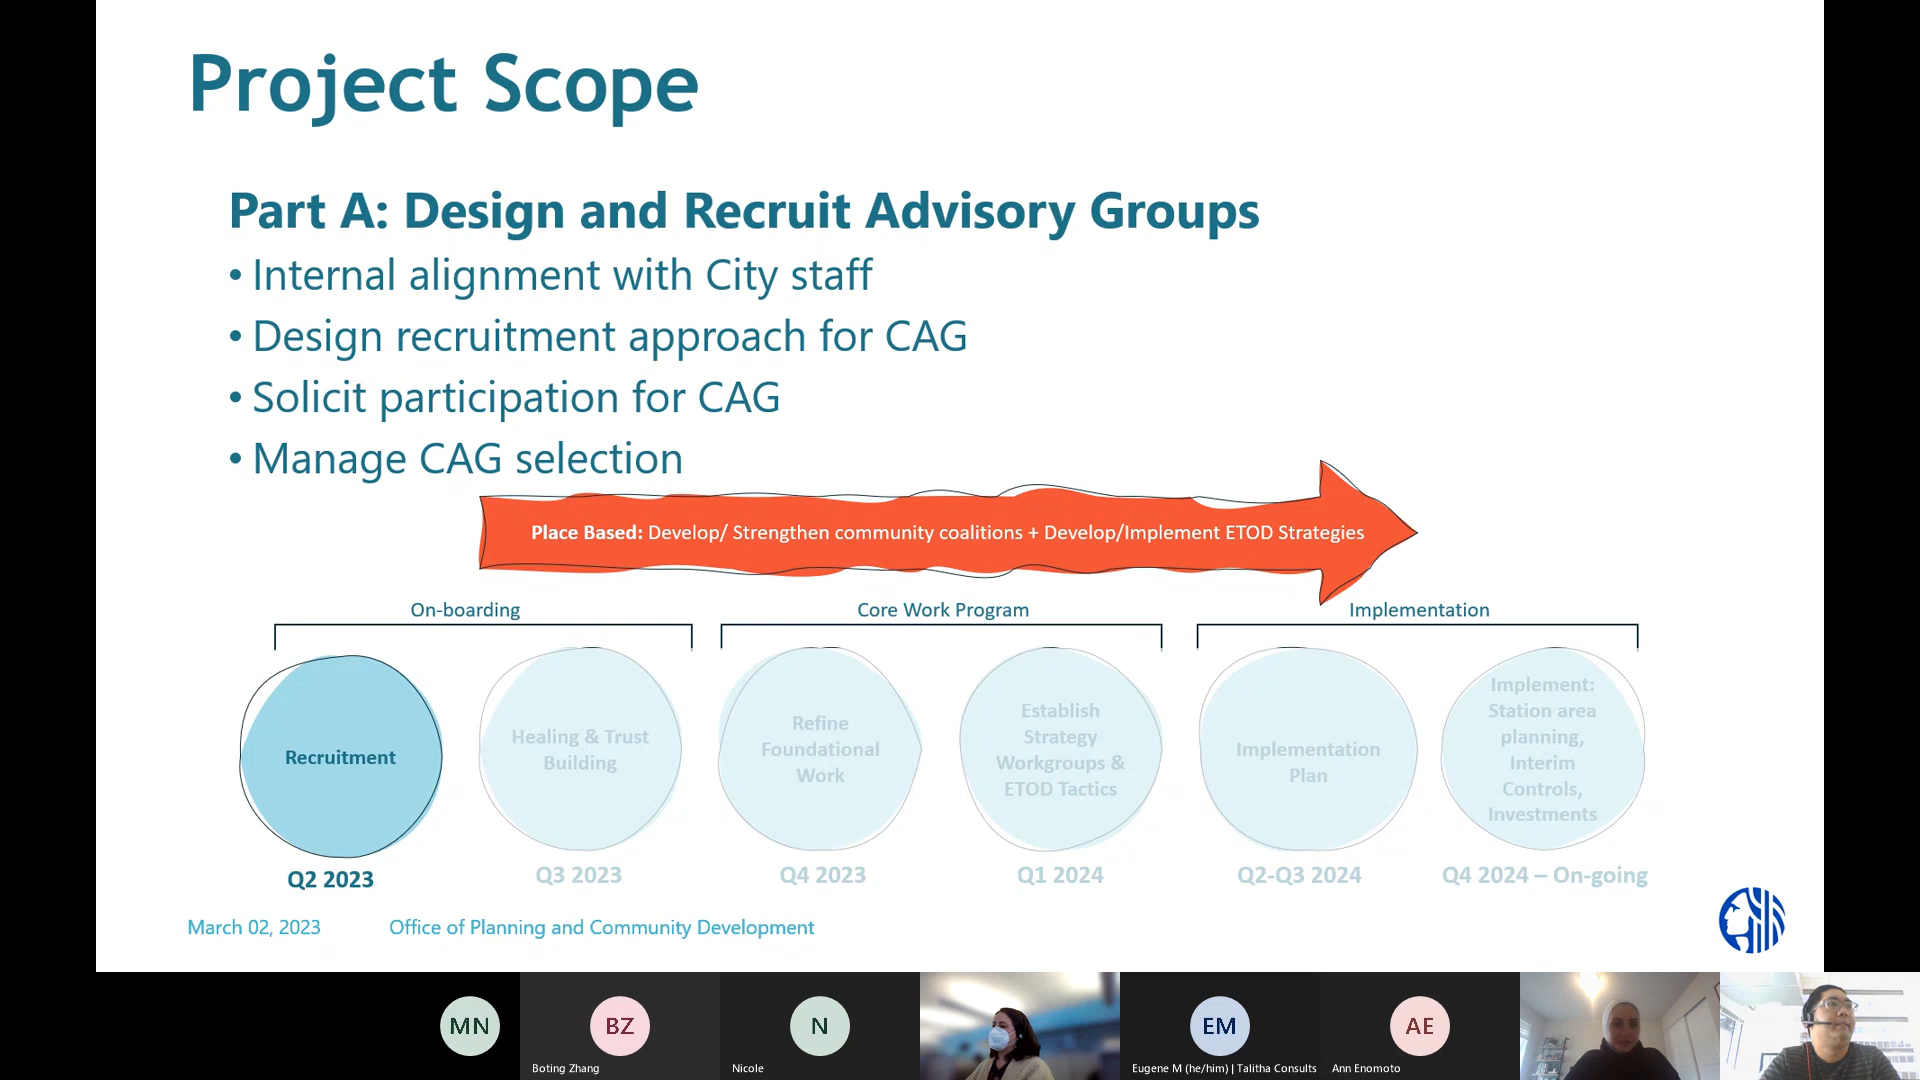 Project Scope
Part A: Design and Recruit Advisory Groups
• Internal alignment with City staff
• Design recruitment approach for CAG
• Solicit participation for CAG
• Manage CAG selection
Place Based: Develop/ Strengthen community coalitions + Develop/Implement ETOD Strategies
On-boarding
Core Work Program
Implementation
Recruitment
Healing & Trust
Building
Refine
Foundational
Work
Establish
Strategy
Workgroups &
ETOD Tactics
Implementation
Plan
Implement:
Station area
planning,
Interim
Controls,
Investments
Q2 2023
Q3 2023
Q4 2023
Q1 2024
Q2-Q3 2024
Q4 2024 – On-going
March 02, 2023
Office of Planning and Community Development
MN
BZ
N
EM
AE
Boting Zhang
Nicole
Eugene M (he/him) | Talitha Consults
Ann Enomoto